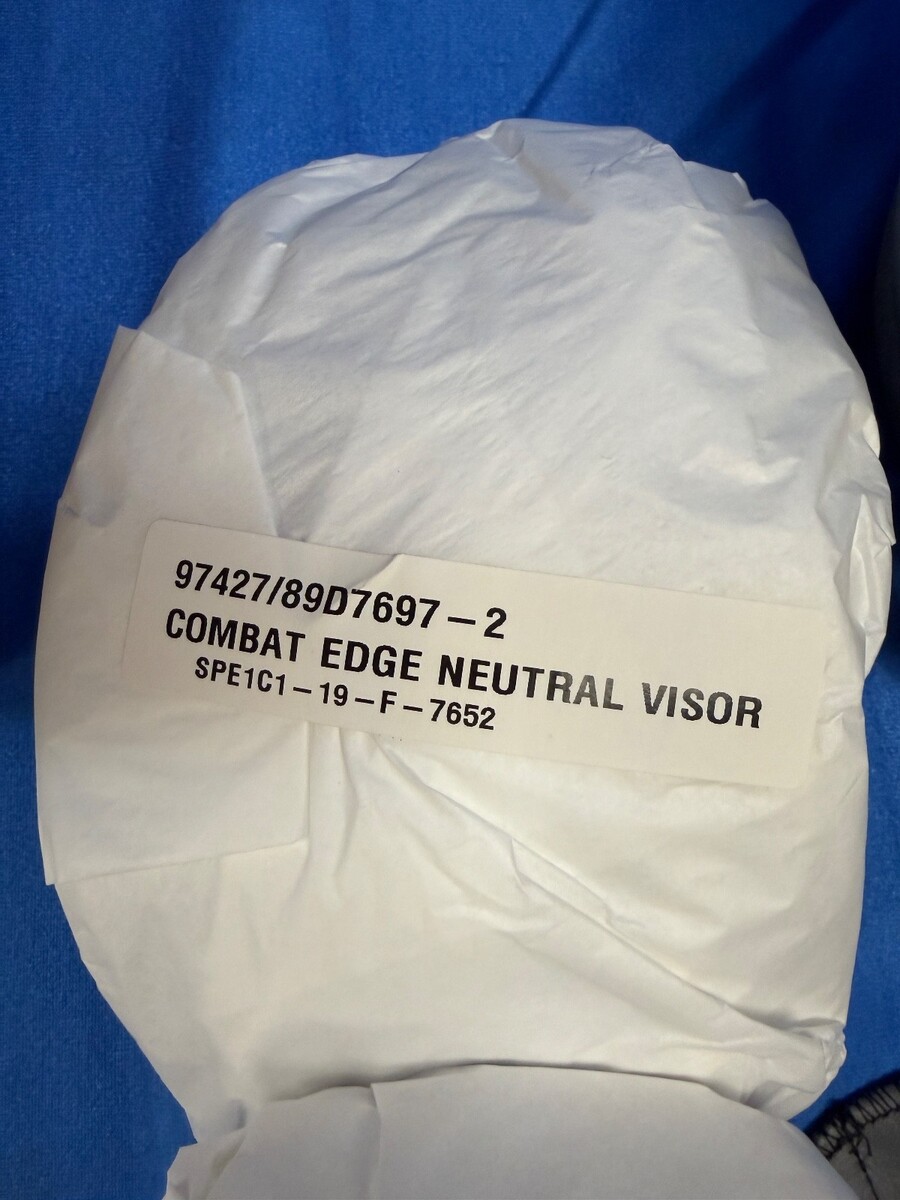 97427/89D7697-2
COMBAT EDGE NEUTRAL VISOR
SPE1C1-19-F-7652